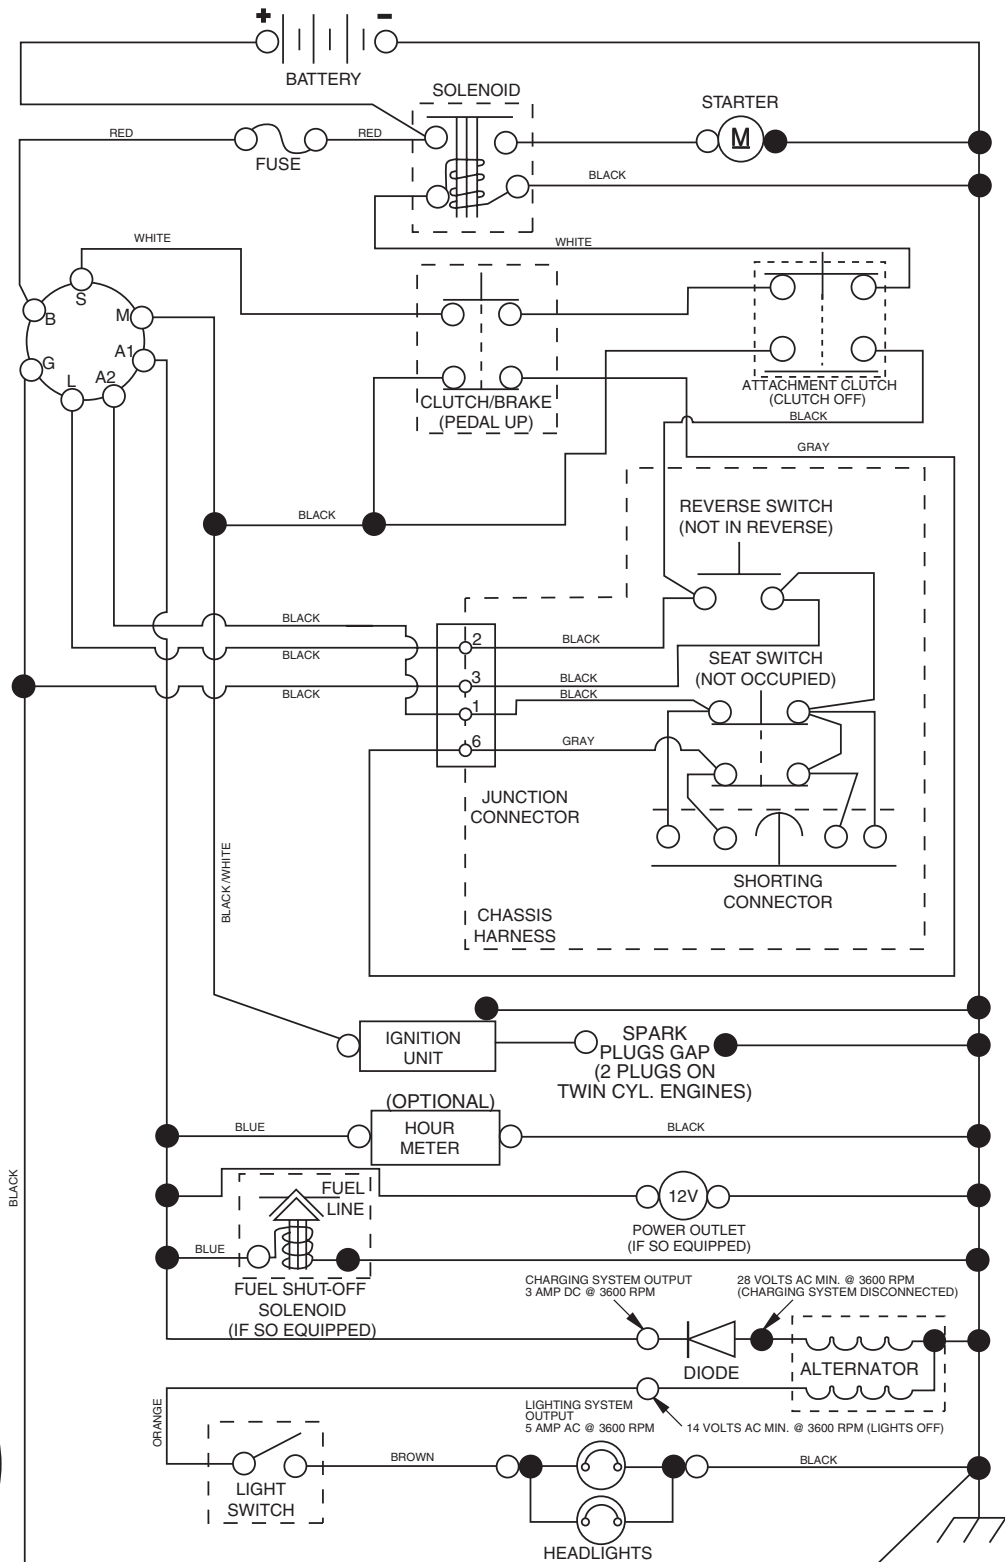 + -
BATTERY
SOLENOID
STARTER
RED
FUSE
RED
M
BLACK
WHITE
WHITE
S
B
M
G
A1
L
A2
CLUTCH/BRAKE
(PEDAL UP)
ATTACHMENT CLUTCH
(CLUTCH OFF)
BLACK
GRAY
BLACK
REVERSE SWITCH
(NOT IN REVERSE)
BLACK
2
BLACK
BLACK
SEAT SWITCH
(NOT OCCUPIED)
3
BLACK
BLACK
BLACK
1
6
GRAY
JUNCTION
CONNECTOR
BLACK/WHITE
SHORTING
CONNECTOR
CHASSIS
HARNESS
IGNITION
UNIT
SPARK
PLUGS GAP
(2 PLUGS ON
TWIN CYL. ENGINES)
(OPTIONAL)
HOUR
METER
BLUE
BLACK
BLACK
FUEL
LINE
12V
POWER OUTLET
(IF SO EQUIPPED)
BLUE
FUEL SHUT-OFF
SOLENOID
(IF SO EQUIPPED)
CHARGING SYSTEM OUTPUT
3 AMP DC @ 3600 RPM
28 VOLTS AC MIN. @ 3600 RPM
(CHARGING SYSTEM DISCONNECTED)
DIODE
ALTERNATOR
ORANGE
LIGHTING SYSTEM
OUTPUT
5 AMP AC @ 3600 RPM
14 VOLTS AC MIN. @ 3600 RPM (LIGHTS OFF)
BROWN
BLACK
LIGHT
SWITCH
HEADLIGHTS